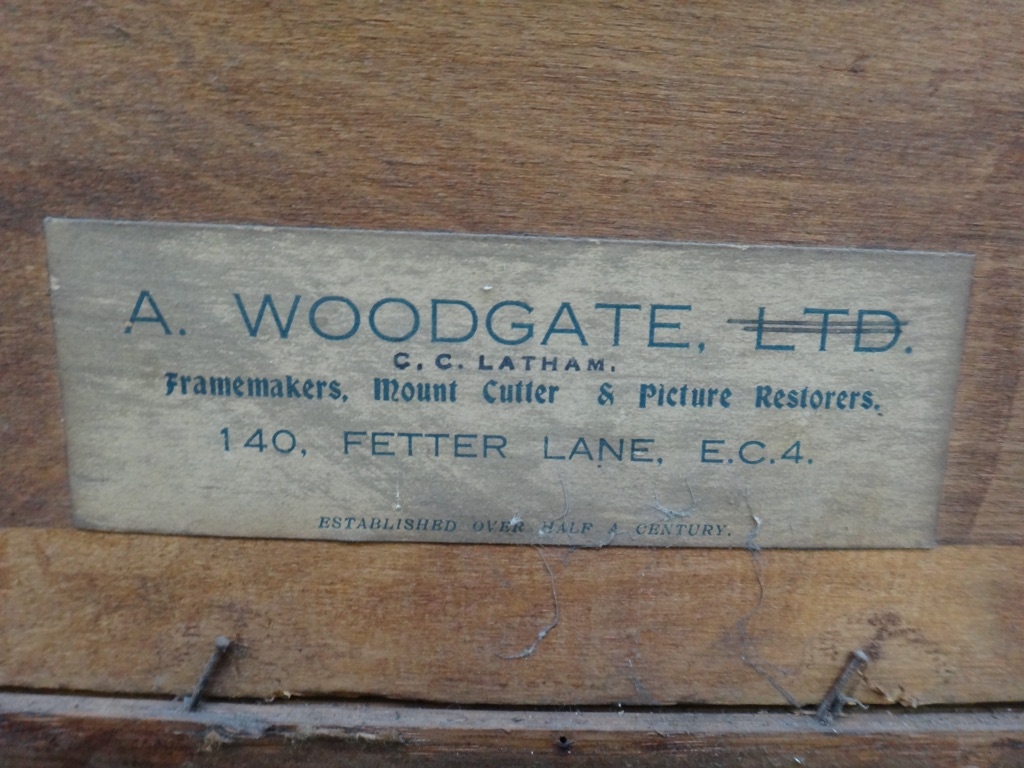 A. WOODGATE, LTD.
C. C. LATHAM.
Framemakers, Mount Cutter & Picture Restorers.
140, FETTER LANE, E.C.4.
ESTABLISHED OVER HALF A CENTURY.